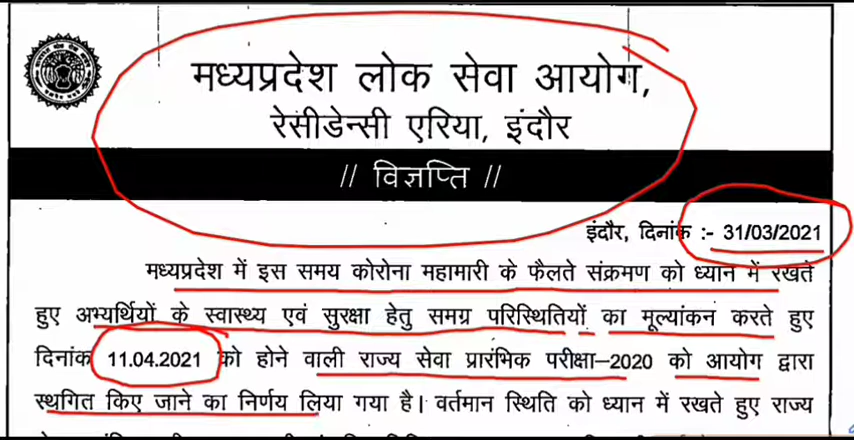 मध्यप्रदेश लोक सेवा आयोग,
रेसीडेन्सी एरिया, इंदौर
// विज्ञप्ति //
इंदौर, दिनांक :- 31/03/2021
मध्यप्रदेश में इस समय कोरोना महामारी के फैलते संक्रमण को ध्यान में रखते
हुए अभ्यर्थियों के स्वास्थ्य एवं सुरक्षा हेतु समग्र परिस्थितियों का मूल्यांकन करते हुए
दिनांक 11.04.2021 को होने वाली राज्य सेवा प्रारंभिक परीक्षा–2020 को आयोग द्वारा
स्थगित किए जाने का निर्णय लिया गया है। वर्तमान स्थिति को ध्यान में रखते हुए राज्य